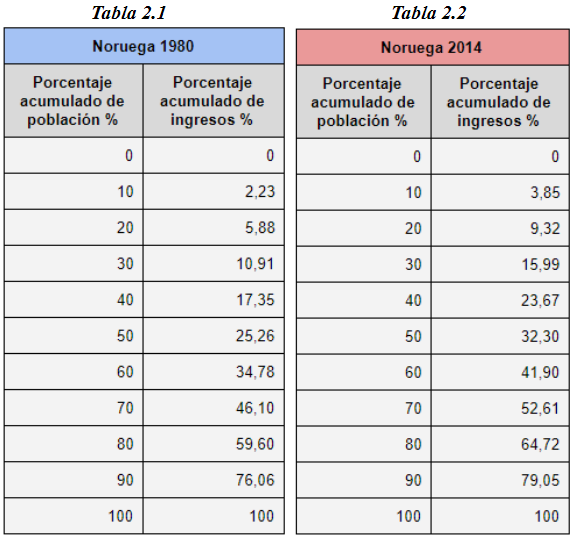 Tabla 2.1 Tabla 2.2
Noruega 1980 Noruega 2014
Porcentaje Porcentaje Porcentaje Porcentaje
acumulado de acumulado de acumulado de acumulado de
población % ingresos % población % ingresos %
0 0 0 0
10 2,23 10 3,85
20 5,88 20 9,32
30 10,91 30 15,99
40 17,35 40 23,67
50 25,26 50 32,30
60 34,78 60 41,90
70 46,10 70 52,61
80 59,60 80 64,72
90 76,06 90 79,05
100 100 100 100